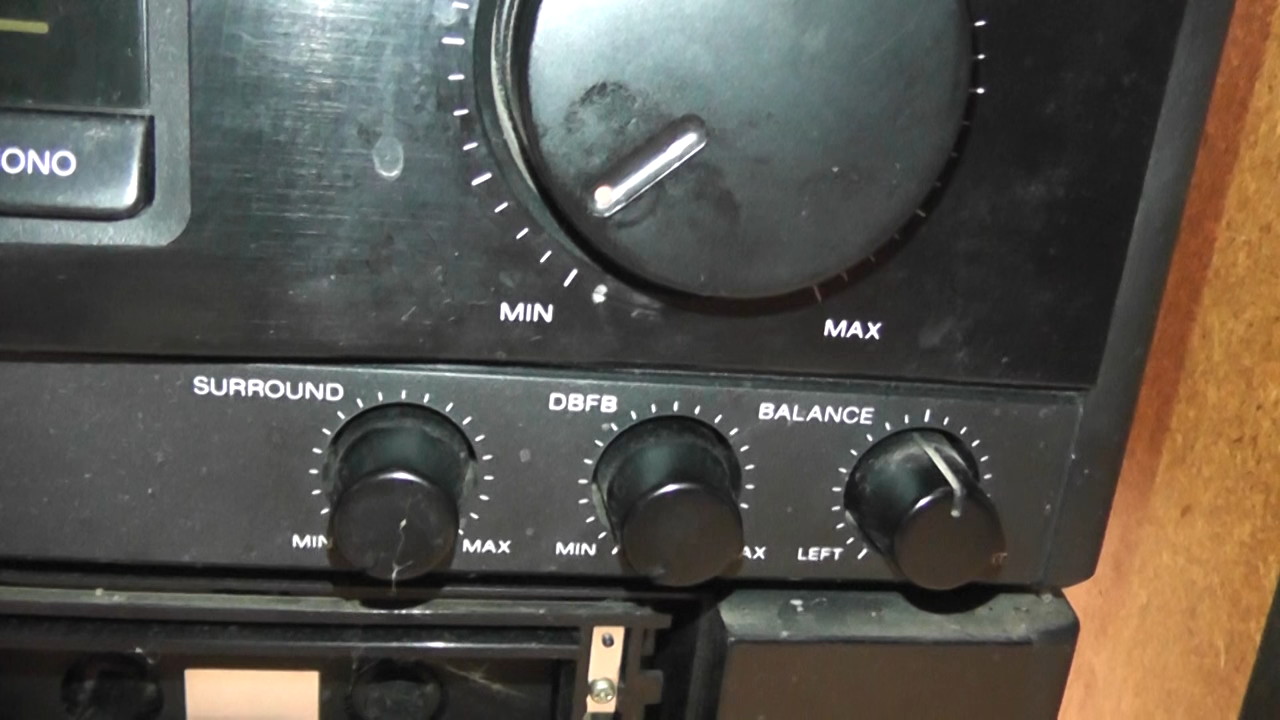 ONO
MIN
MAX
SURROUND
DBFB
BALANCE
MIN
MAX
MIN
AX
LEFT